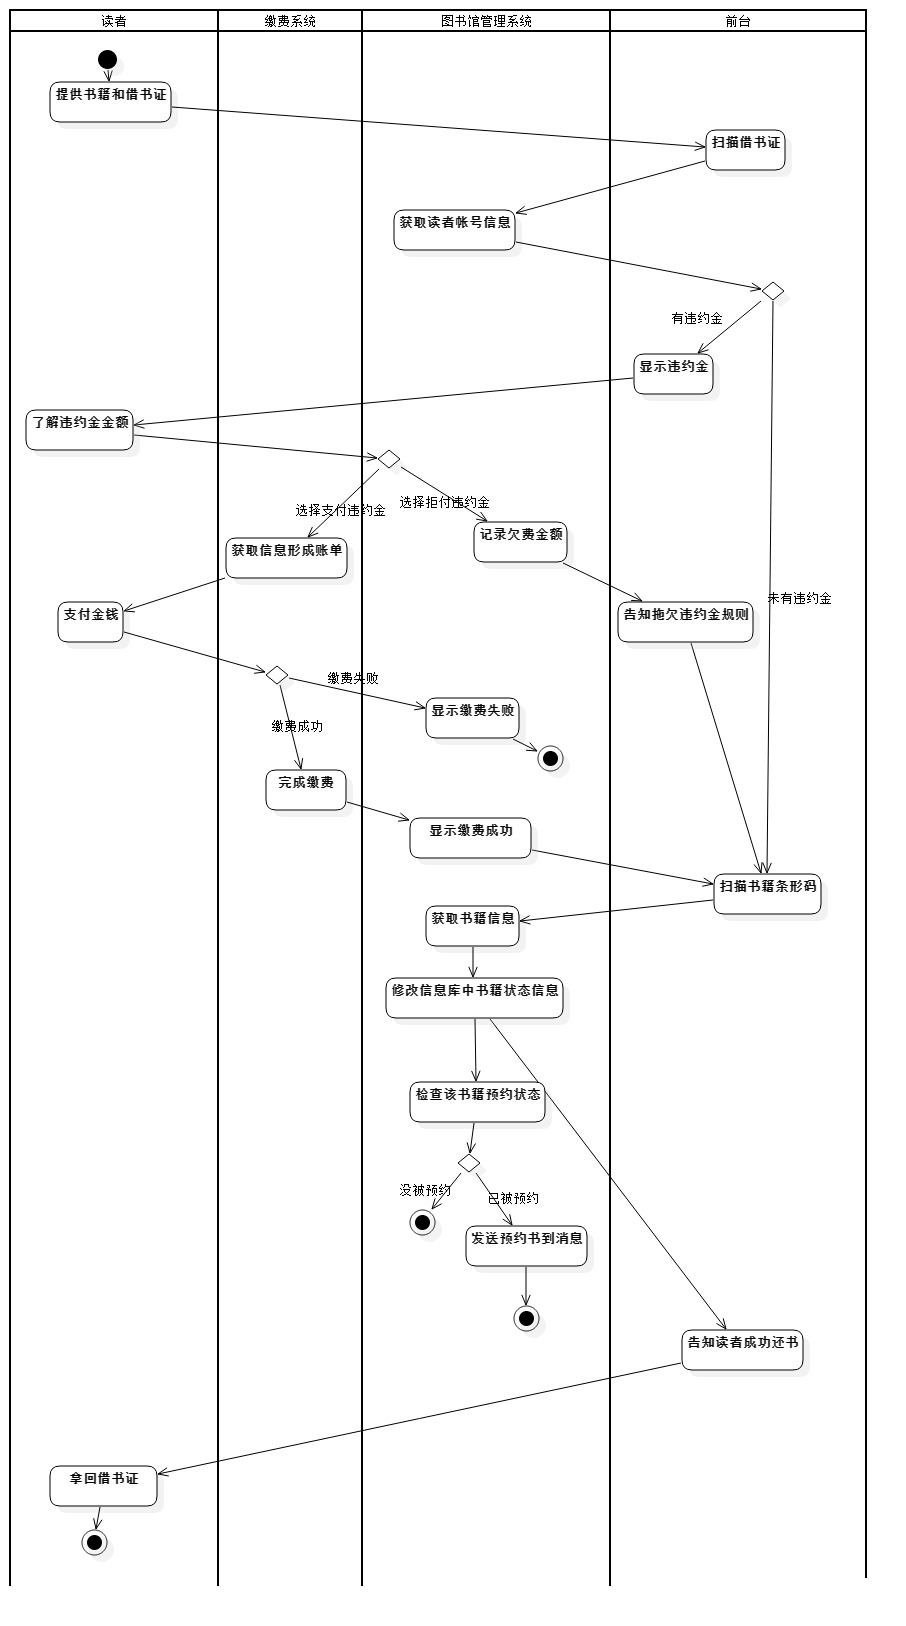 读者
缴费系统
图书馆管理系统
前台
提供书籍和借书证
扫描借书证
获取读者帐号信息
有违约金
显示违约金
了解违约金金额
选择支付违约金
选择拒付违约金
获取信息形成账单
记录欠费金额
支付金钱
告知拖欠违约金规则
未有违约金
缴费失败
显示缴费失败
缴费成功
完成缴费
显示缴费成功
扫描书籍条形码
获取书籍信息
修改信息库中书籍状态信息
检查该书籍预约状态
没被预约
已被预约
发送预约书到消息
告知读者成功还书
拿回借书证